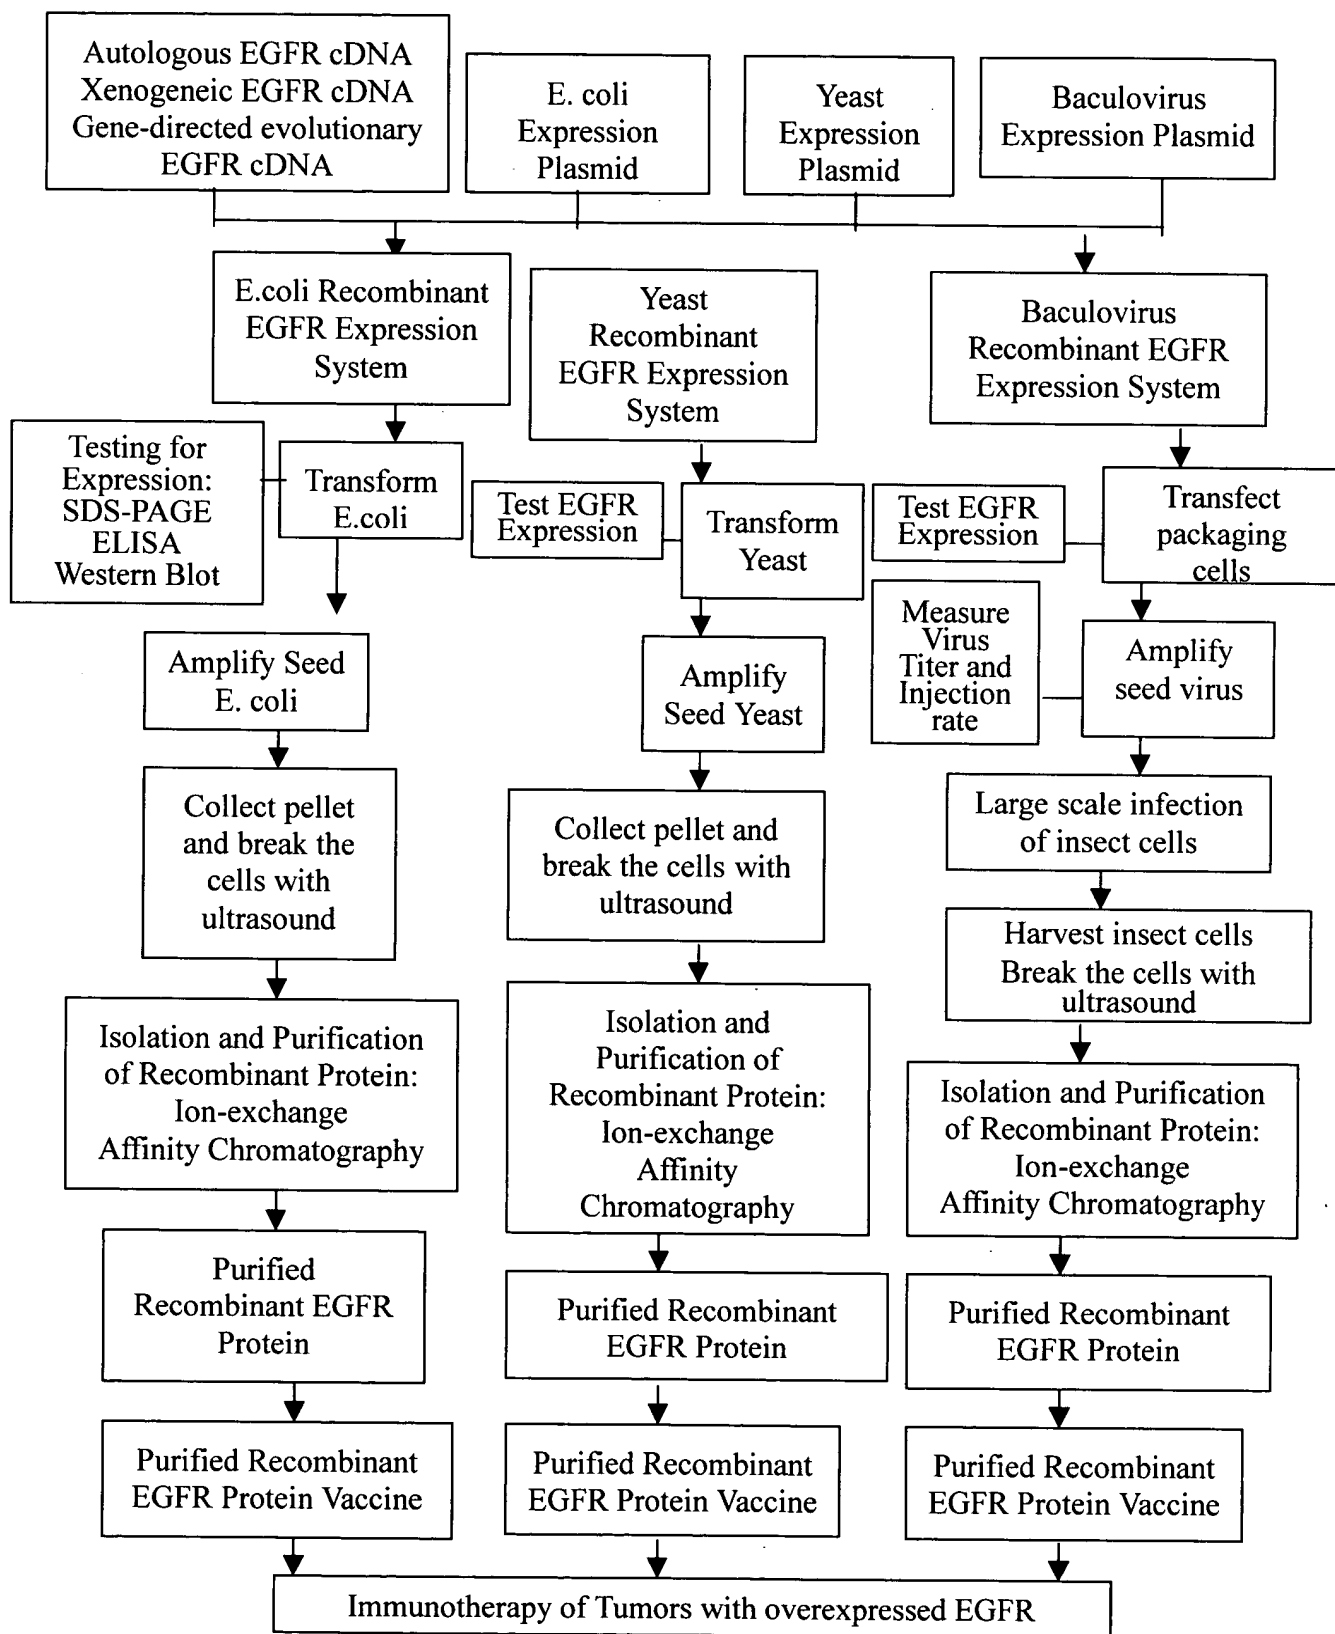 Autologous EGFR cDNA
Xenogeneic EGFR cDNA
Gene-directed evolutionary
EGFR cDNA
E. coli
Expression
Plasmid
Yeast
Expression
Plasmid
Baculovirus
Expression Plasmid
E.coli Recombinant
EGFR Expression
System
Yeast
Recombinant
EGFR Expression
System
Baculovirus
Recombinant EGFR
Expression System
Testing for
Expression:
SDS-PAGE
ELISA
Western Blot
Transform
E.coli
Test EGFR
Expression
Transform
Yeast
Test EGFR
Expression
Transfect
packaging
cells
Measure
Virus
Titer and
Injection
rate
Amplify
seed virus
Amplify Seed
E. coli
Amplify
Seed Yeast
Collect pellet
and break the
cells with
ultrasound
Collect pellet and
break the cells with
ultrasound
Large scale infection
of insect cells
Harvest insect cells
Break the cells with
ultrasound
Isolation and Purification
of Recombinant Protein:
Ion-exchange
Affinity Chromatography
Isolation and
Purification of
Recombinant Protein:
Ion-exchange
Affinity
Chromatography
Isolation and Purification
of Recombinant Protein:
Ion-exchange
Affinity Chromatography
Purified
Recombinant EGFR
Protein
Purified Recombinant
EGFR Protein
Purified Recombinant
EGFR Protein
Purified Recombinant
EGFR Protein Vaccine
Purified Recombinant
EGFR Protein Vaccine
Purified Recombinant
EGFR Protein Vaccine
Immunotherapy of Tumors with overexpressed EGFR